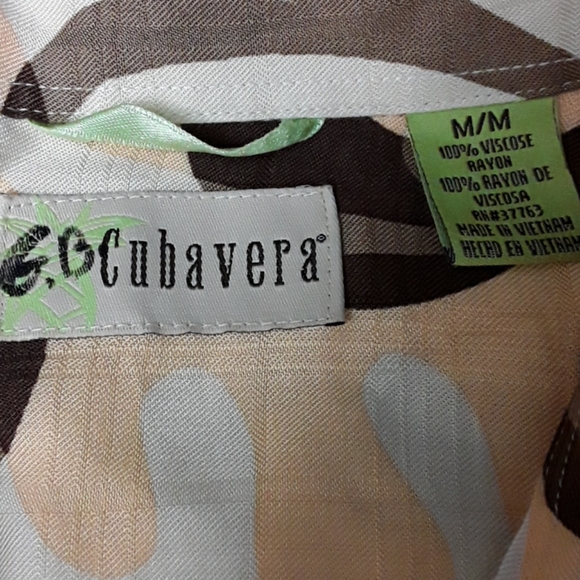 G.D Cubavera®
M/M
100% VISCOSE
RAYON
100% RAYON DE
VISCOSA
RN#37763
MADE IN VIETNAM
HECHO EN VIETNAM